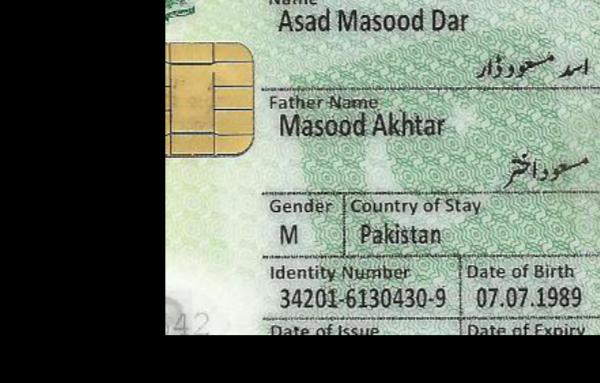 Name
Asad Masood Dar
اسد مسعود ڈار
Father Name
Masood Akhtar
مسعود اختر
Gender Country of Stay
M Pakistan
Identity Number Date of Birth
34201-6130430-9 07.07.1989
42
Date of Issue Date of Expiry